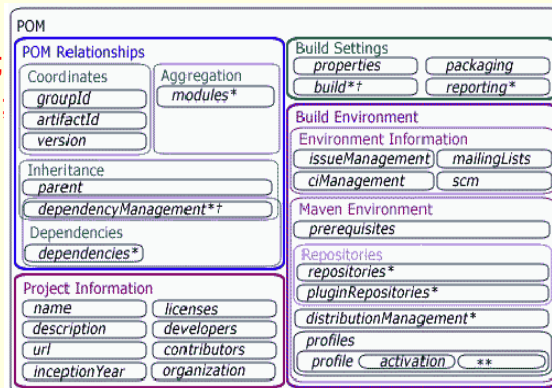 POM
POM Relationships
Coordinates
groupId
artifactId
version
Aggregation
modules*
Inheritance
parent
dependencyManagement*†
Dependencies
dependencies*
Project Information
name
licenses
description
developers
url
contributors
inceptionYear
organization
Build Settings
properties
packaging
build*†
reporting*
Build Environment
Environment Information
issueManagement
mailingLists
ciManagement
scm
Maven Environment
prerequisites
Repositories
repositories*
pluginRepositories*
distributionManagement*
profiles
profile
activation
**